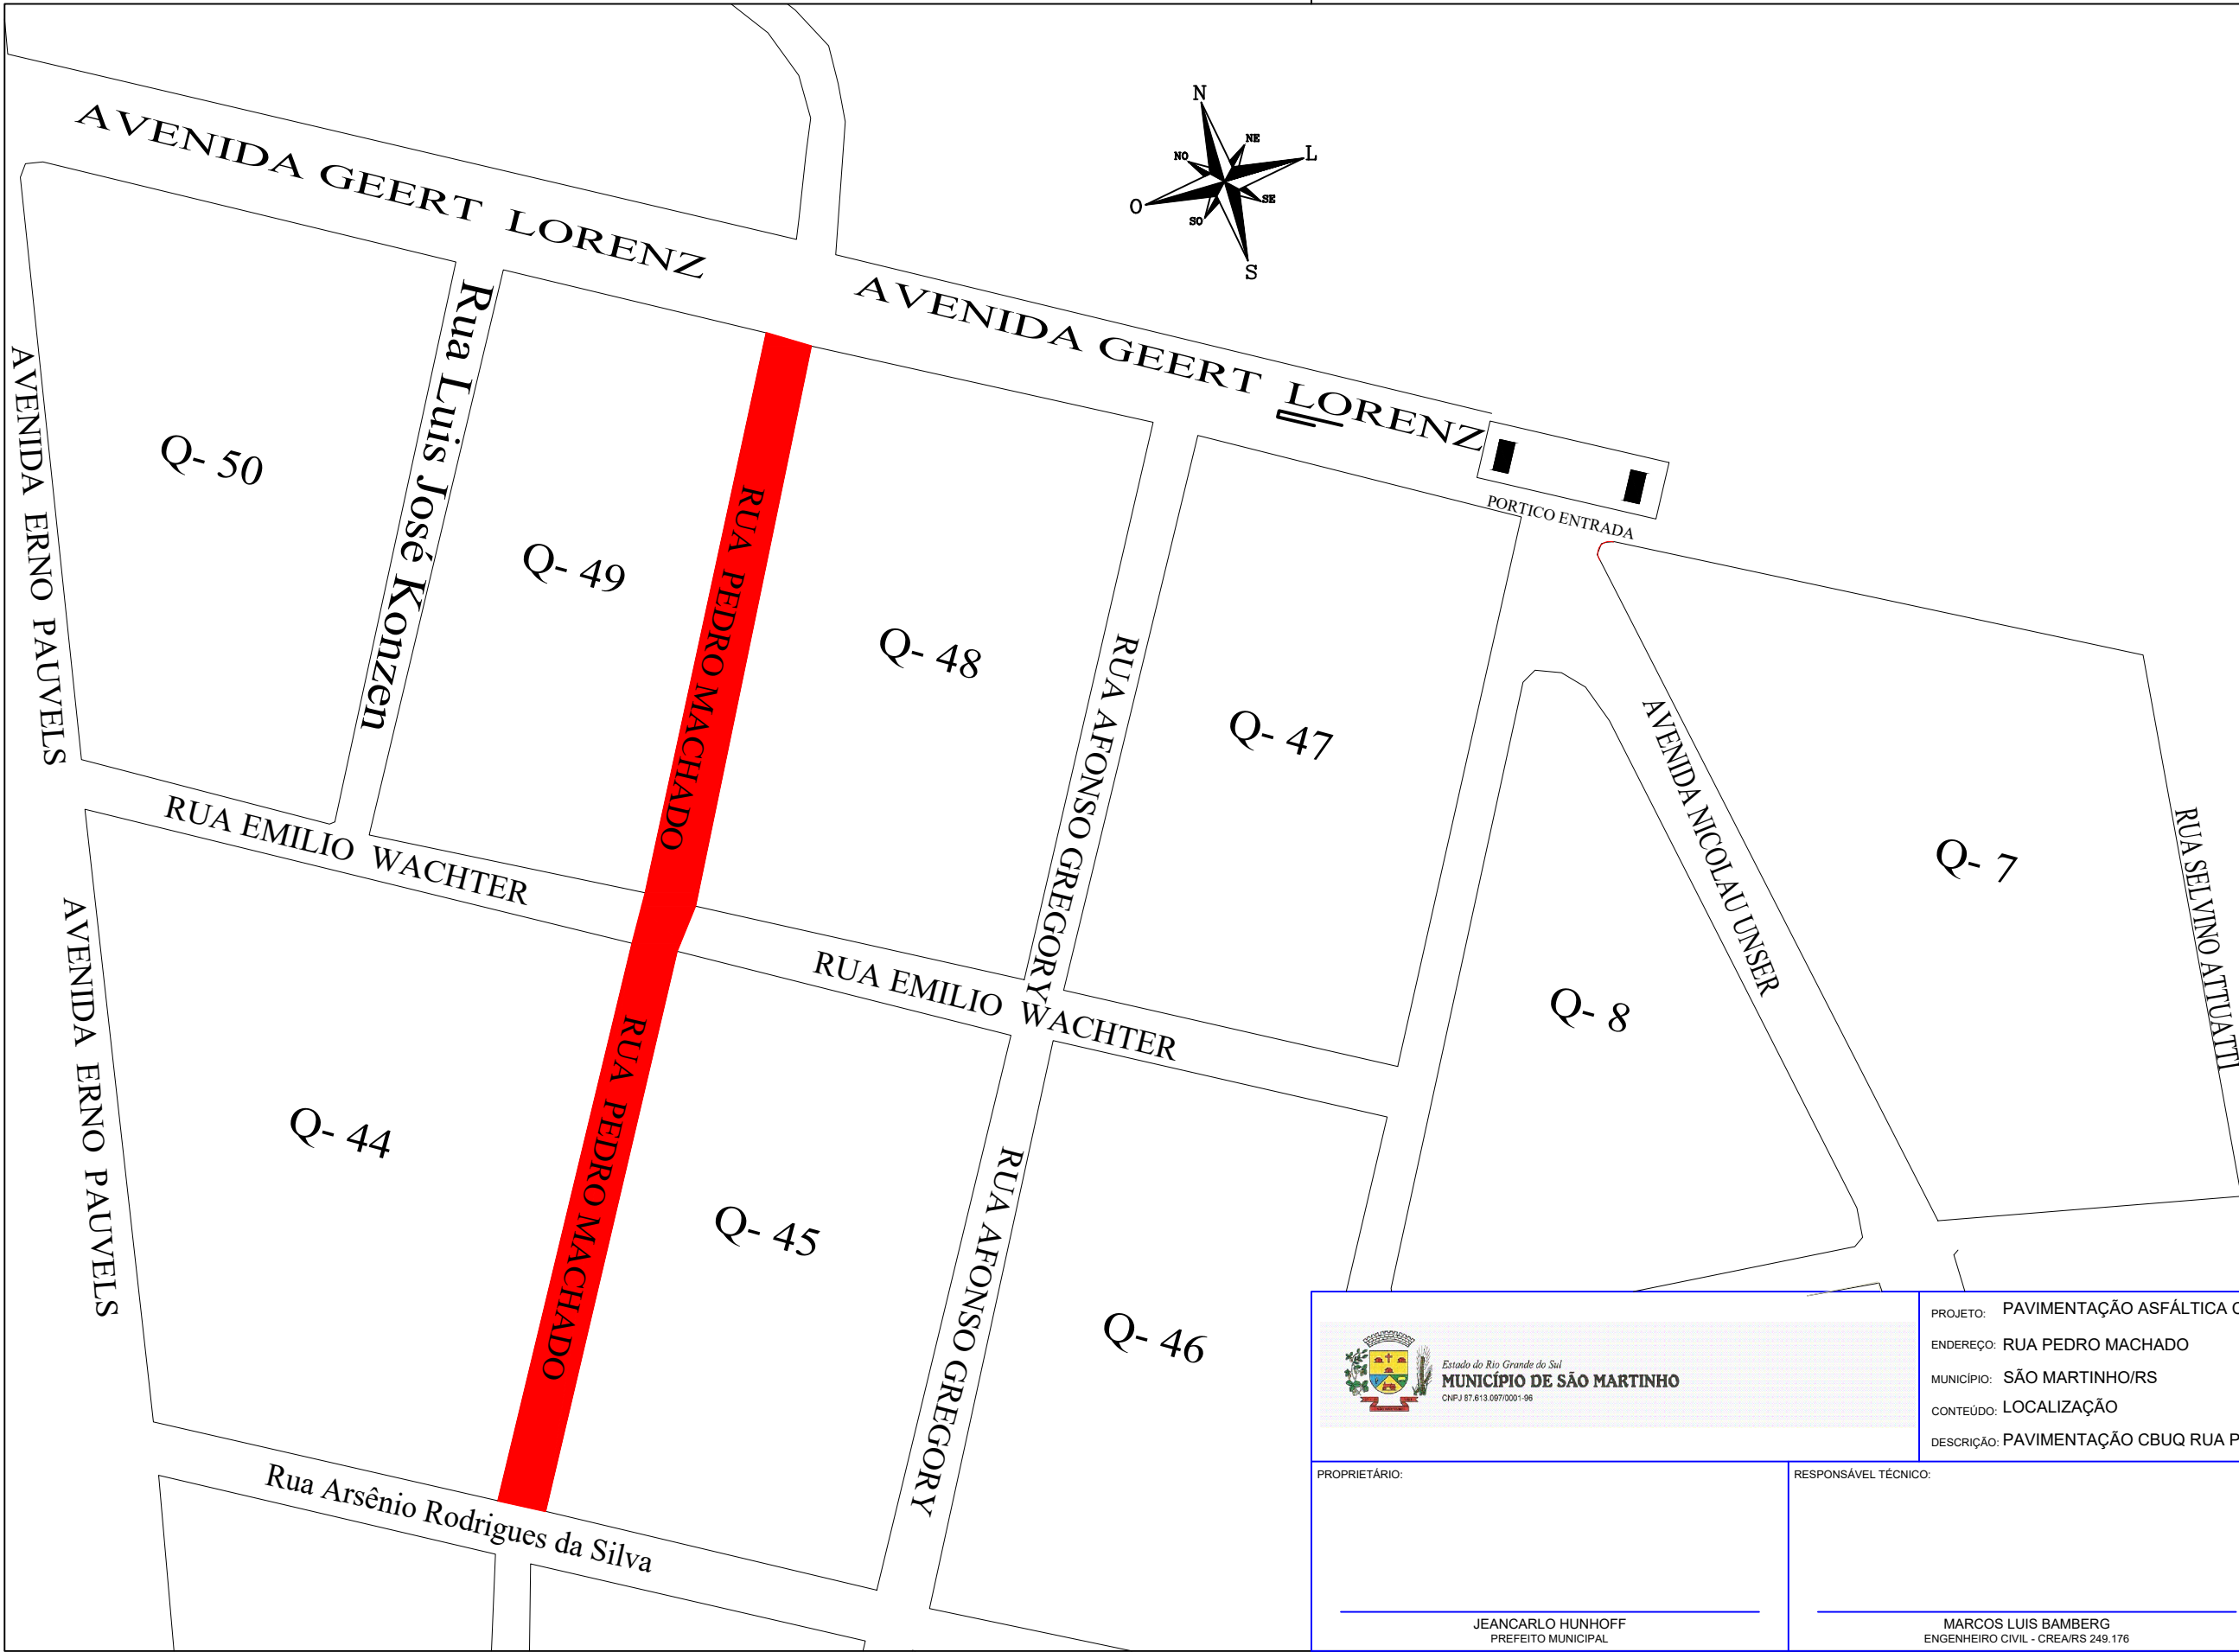 AVENIDA GEERT LORENZ
AVENIDA GEERT LORENZ
N
NE
L
SE
S
SO
O
NO
Rua Luis José Konzen
AVENIDA ERNO PAUVELS
Q- 50
Q- 49
RUA PEDRO MACHADO
Q- 48
RUA AFONSO GREGORY
Q- 47
PORTICO ENTRADA
AVENIDA NICOLAU UNSER
Q- 7
RUA SELVINO ATTUATTI
RUA EMILIO WACHTER
RUA EMILIO WACHTER
Q- 8
AVENIDA ERNO PAUVELS
Q- 44
RUA PEDRO MACHADO
Q- 45
RUA AFONSO GREGORY
Q- 46
Rua Arsênio Rodrigues da Silva
Estado do Rio Grande do Sul
MUNICÍPIO DE SÃO MARTINHO
CNPJ 87.613.097/0001-96
PROJETO: PAVIMENTAÇÃO ASFÁLTICA
ENDEREÇO: RUA PEDRO MACHADO
MUNICÍPIO: SÃO MARTINHO/RS
CONTEÚDO: LOCALIZAÇÃO
DESCRIÇÃO: PAVIMENTAÇÃO CBUQ RUA P
PROPRIETÁRIO:
JEANCARLO HUNHOFF
PREFEITO MUNICIPAL
RESPONSÁVEL TÉCNICO:
MARCOS LUIS BAMBERG
ENGENHEIRO CIVIL - CREA/RS 249.176